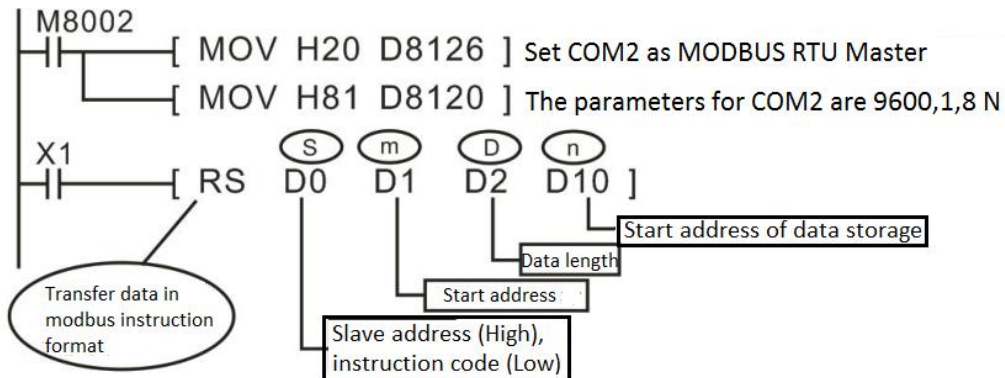 M8002
[ MOV H20 D8126 ] Set COM2 as MODBUS RTU Master
[ MOV H81 D8120 ] The parameters for COM2 are 9600,1,8 N
S m D n
X1
[ RS D0 D1 D2 D10 ]
Start address of data storage
Data length
Start address
Transfer data in
modbus instruction
format
Slave address (High),
instruction code (Low)